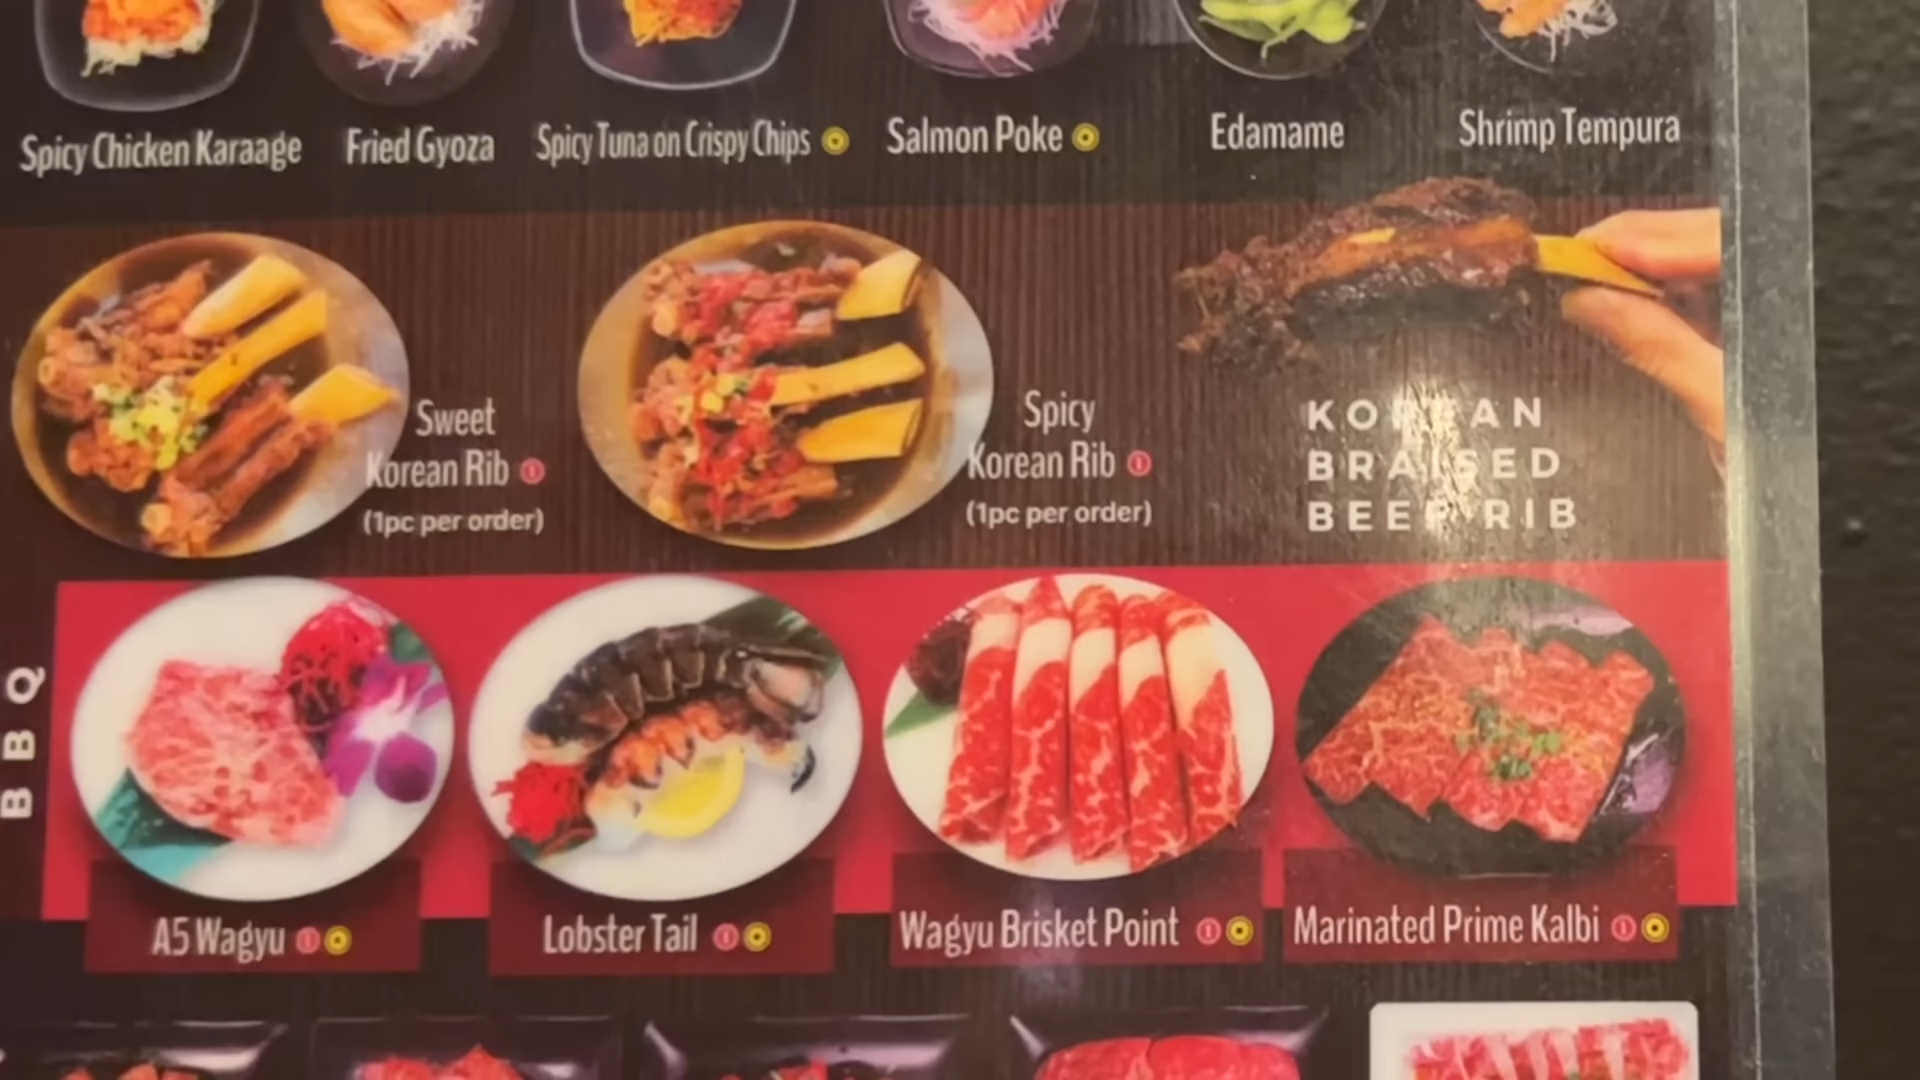 Spicy Chicken Karaage
Fried Gyoza
Spicy Tuna on Crispy Chips
Salmon Poke
Edamame
Shrimp Tempura
Sweet
Korean Rib
(1pc per order)
Spicy
Korean Rib
(1pc per order)
KOREAN
BRAISED
BEEF RIB
BBQ
A5 Wagyu
Lobster Tail
Wagyu Brisket Point
Marinated Prime Kalbi